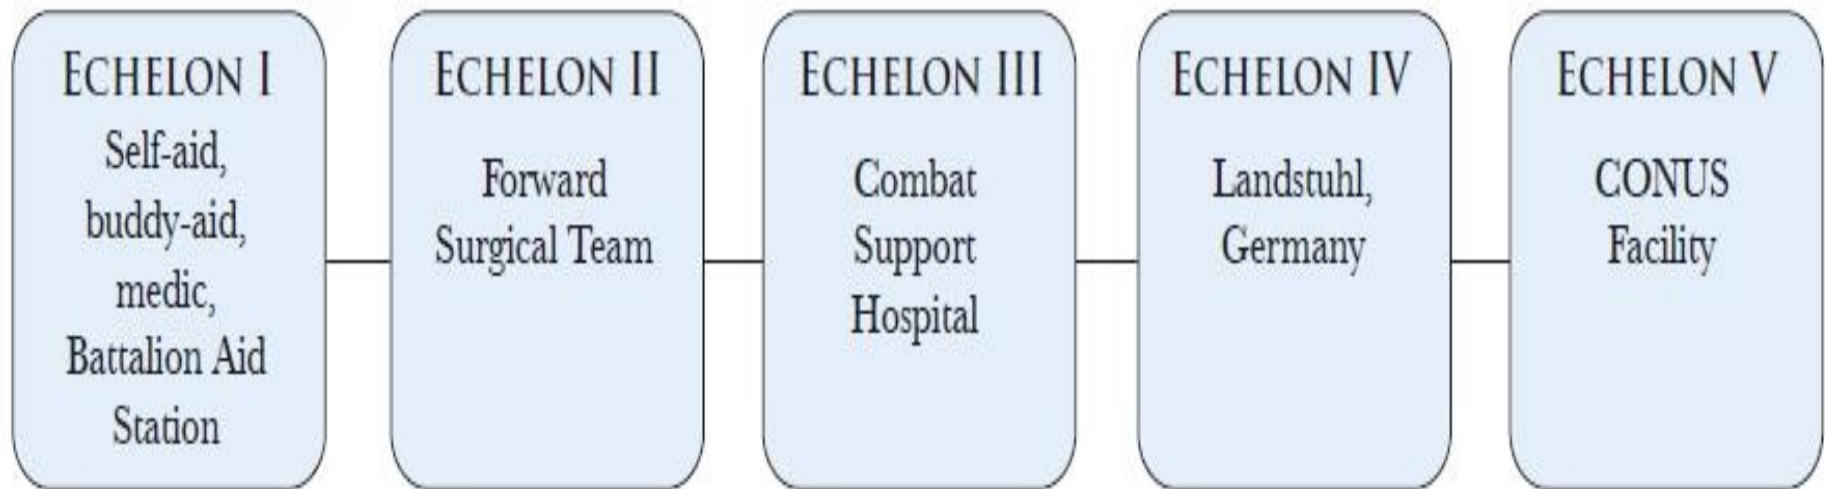 ECHELON I
Self-aid,
buddy-aid,
medic,
Battalion Aid
Station
ECHELON II
Forward
Surgical Team
ECHELON III
Combat
Support
Hospital
ECHELON IV
Landstuhl,
Germany
ECHELON V
CONUS
Facility